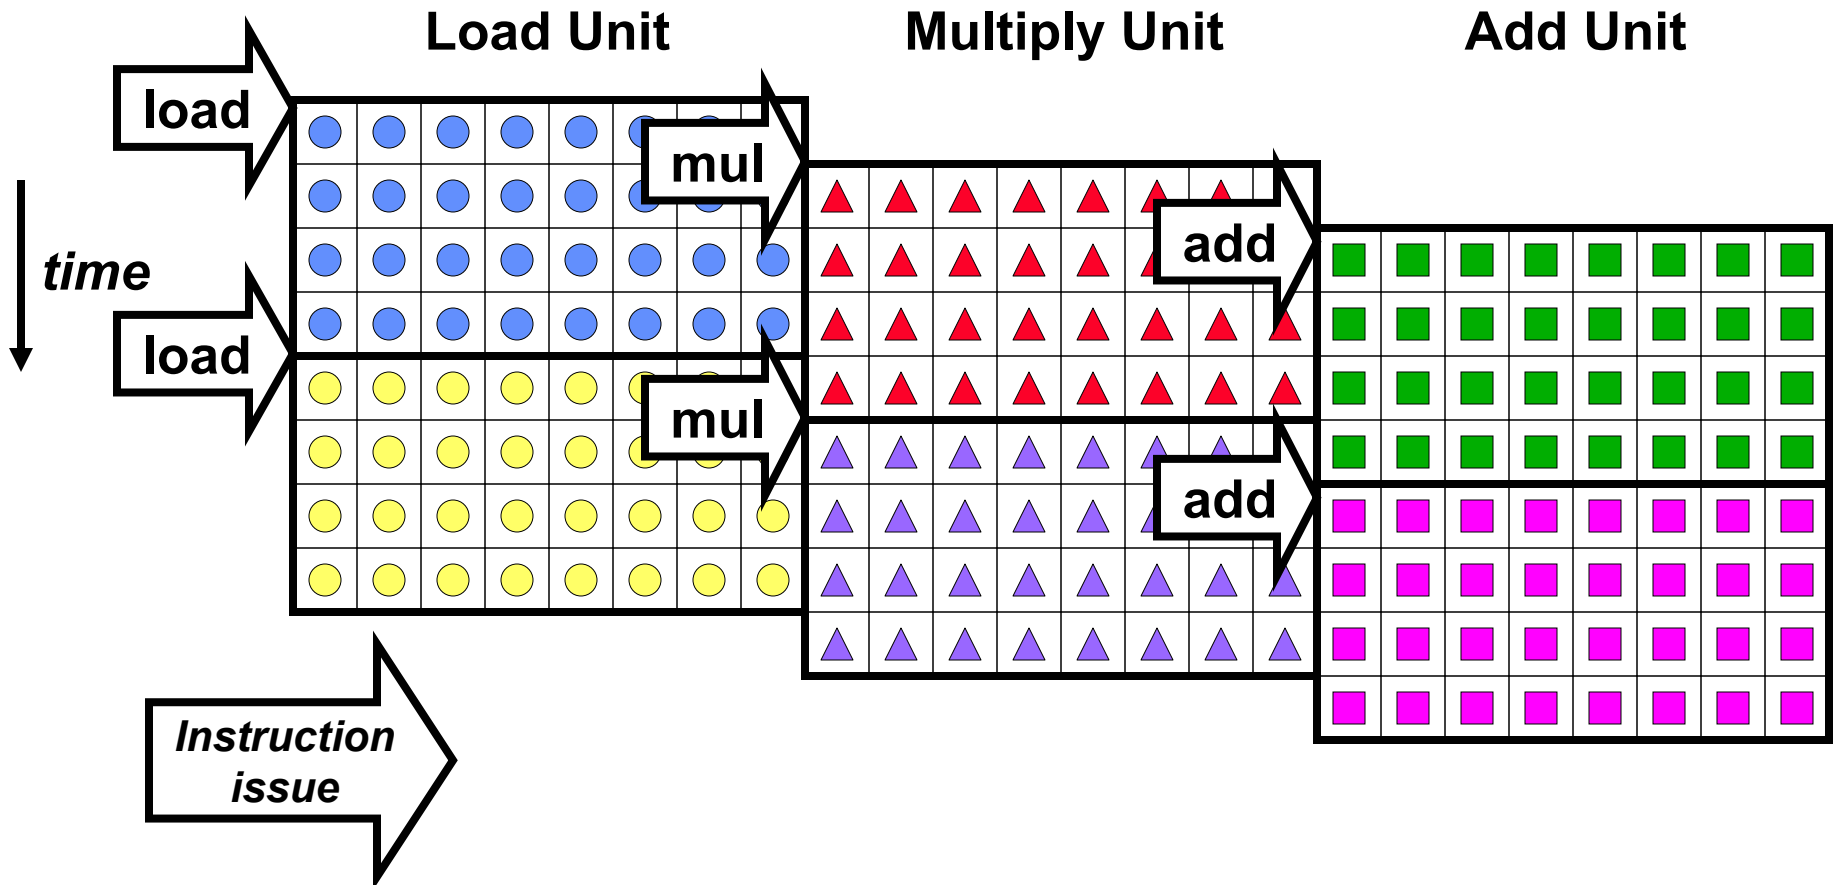 Load Unit
Multiply Unit
Add Unit
load
mul
add
time
load
mul
add
Instruction
issue